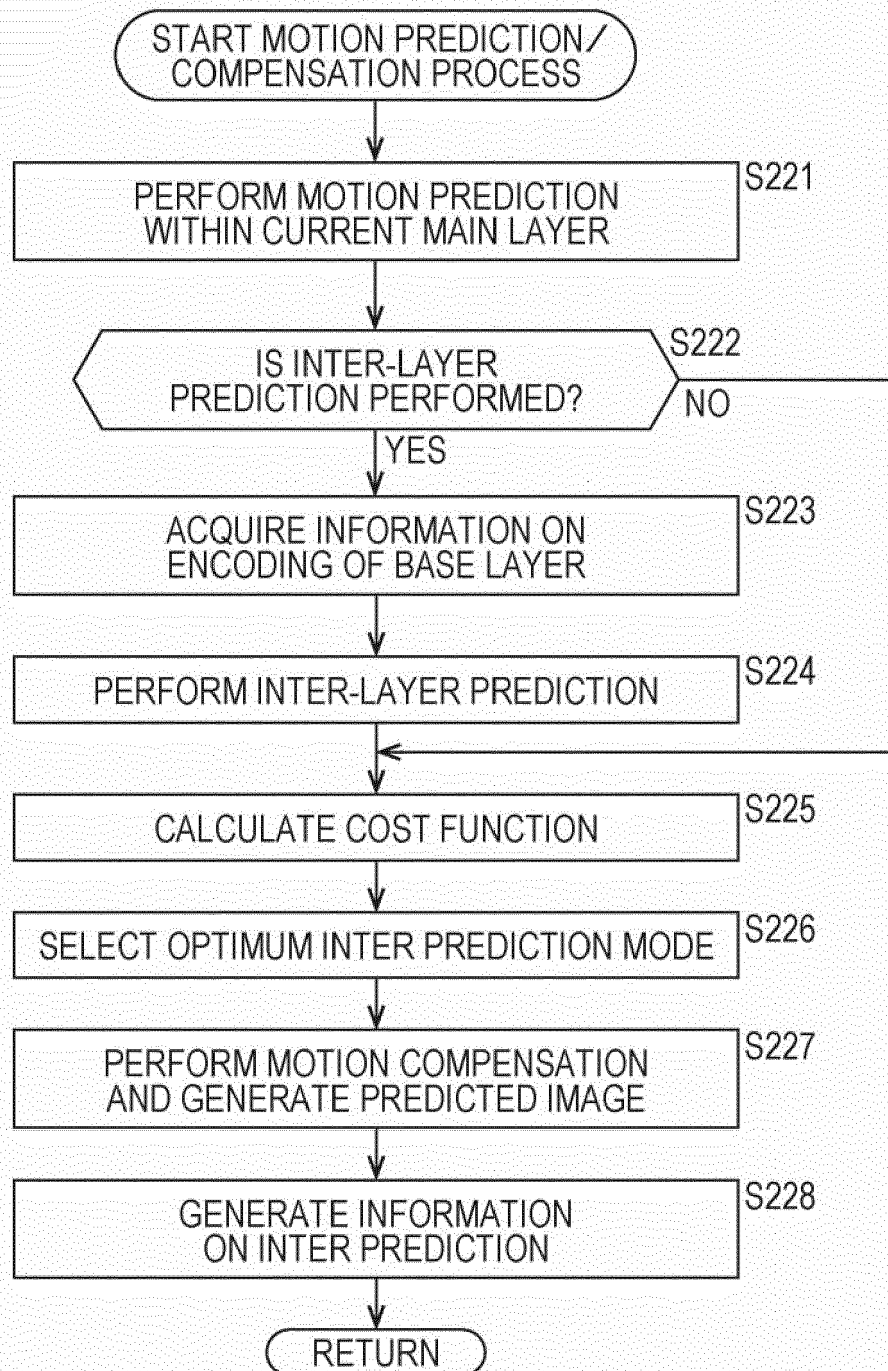 START MOTION PREDICTION/
COMPENSATION PROCESS
S221
PERFORM MOTION PREDICTION
WITHIN CURRENT MAIN LAYER
S222
IS INTER-LAYER
PREDICTION PERFORMED?
NO
YES
S223
ACQUIRE INFORMATION ON
ENCODING OF BASE LAYER
S224
PERFORM INTER-LAYER PREDICTION
S225
CALCULATE COST FUNCTION
S226
SELECT OPTIMUM INTER PREDICTION MODE
S227
PERFORM MOTION COMPENSATION
AND GENERATE PREDICTED IMAGE
S228
GENERATE INFORMATION
ON INTER PREDICTION
RETURN